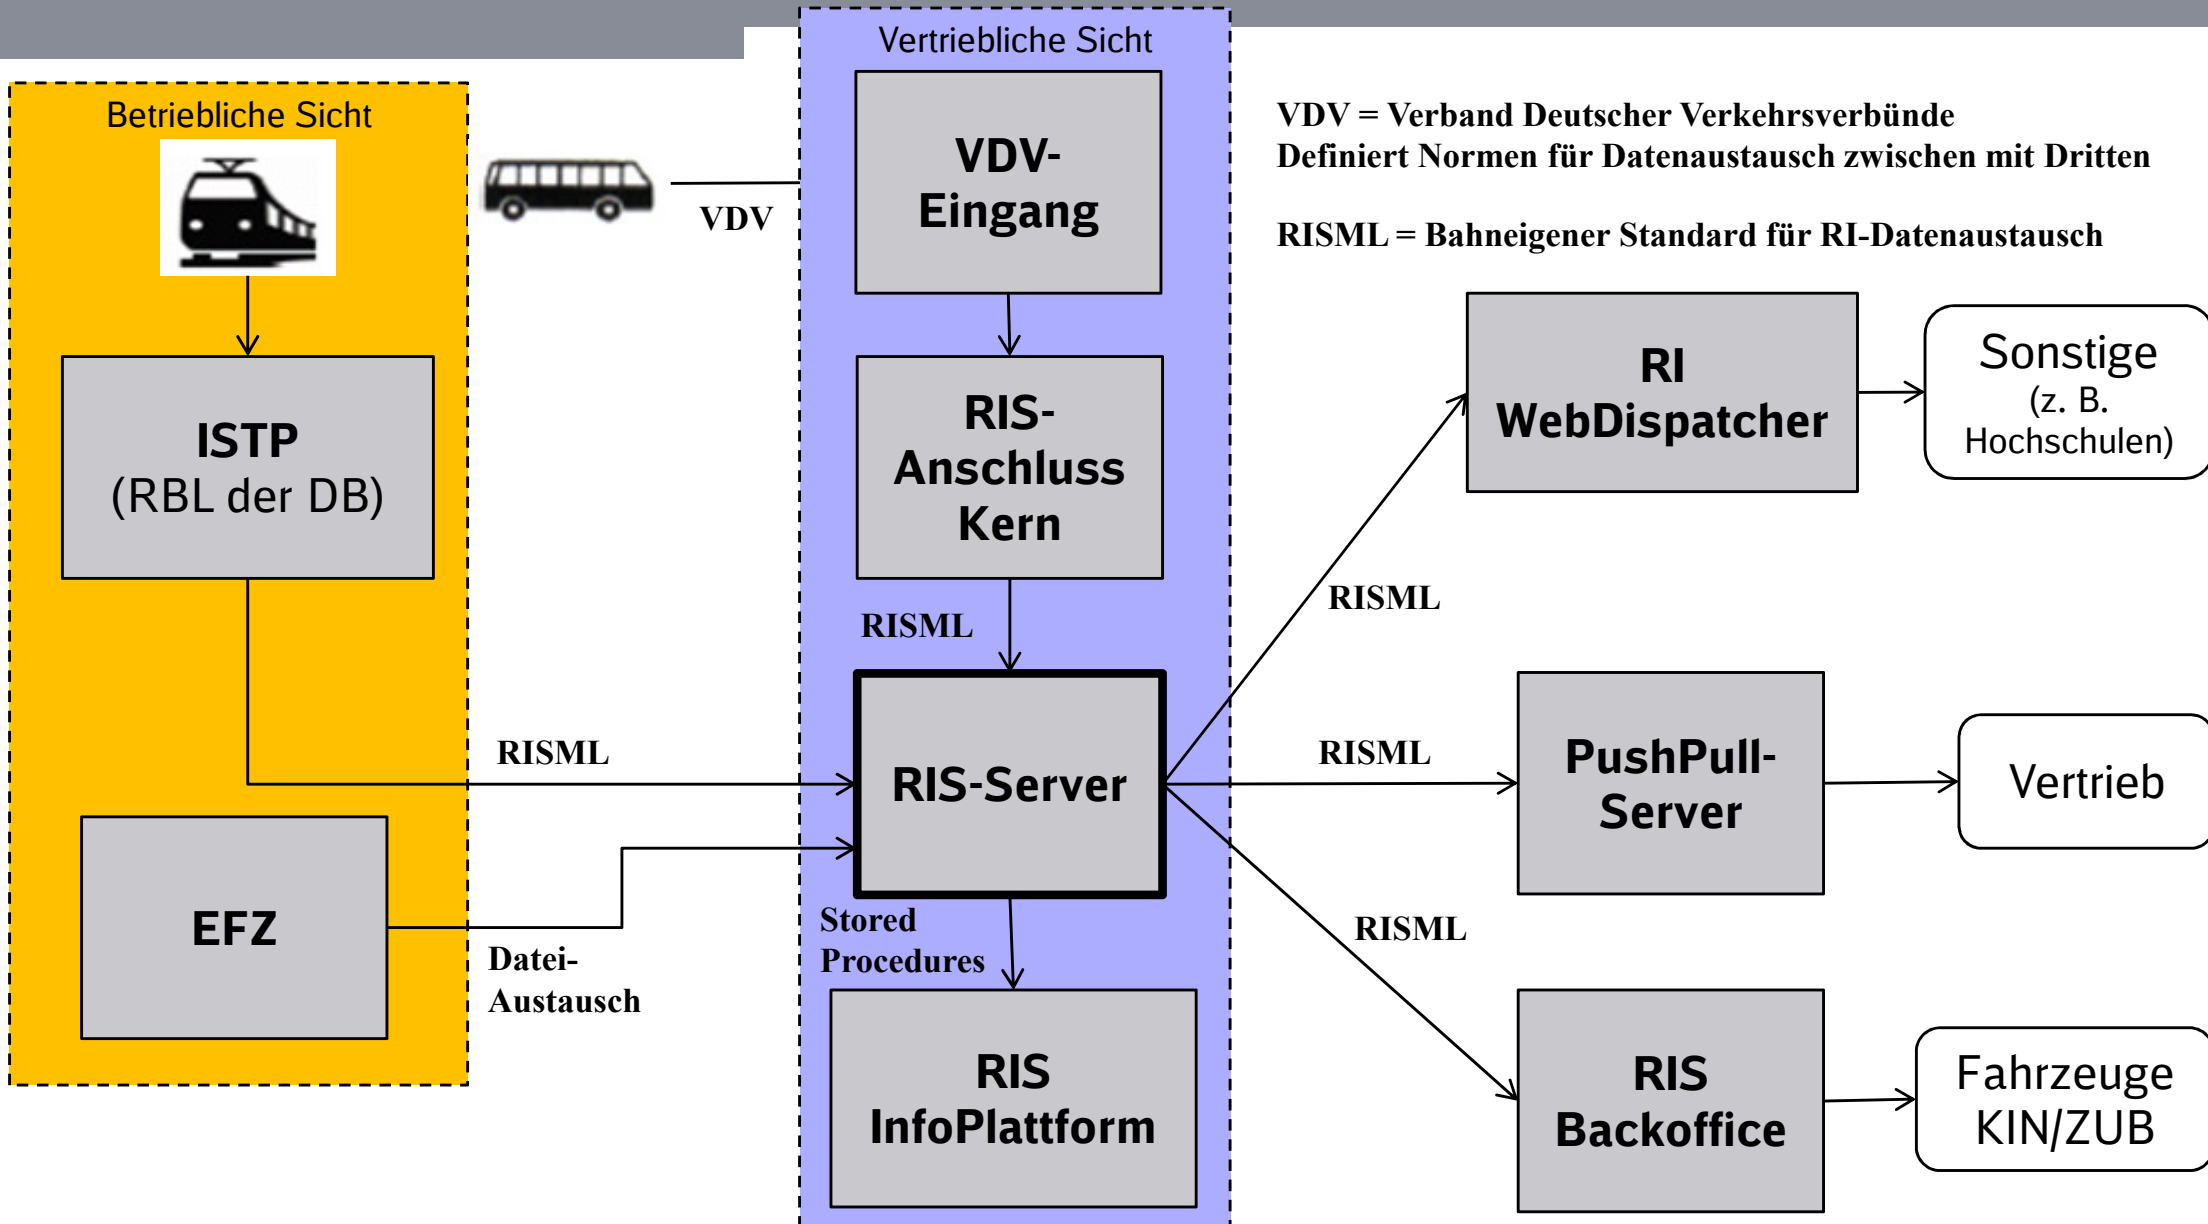 Betriebliche Sicht
ISTP
(RBL der DB)
EFZ
VDV
RISML
Datei-
Austausch
Vertriebliche Sicht
VDV-
Eingang
RIS-
Anschluss
Kern
RISML
RIS-Server
Stored
Procedures
RIS
InfoPlattform
VDV = Verband Deutscher Verkehrsverbünde
Definiert Normen für Datenaustausch zwischen mit Dritten
RISML = Bahneigener Standard für RI-Datenaustausch
RISML
RI
WebDispatcher
Sonstige
(z. B.
Hochschulen)
RISML
PushPull-
Server
Vertrieb
RISML
RIS
Backoffice
Fahrzeuge
KIN/ZUB